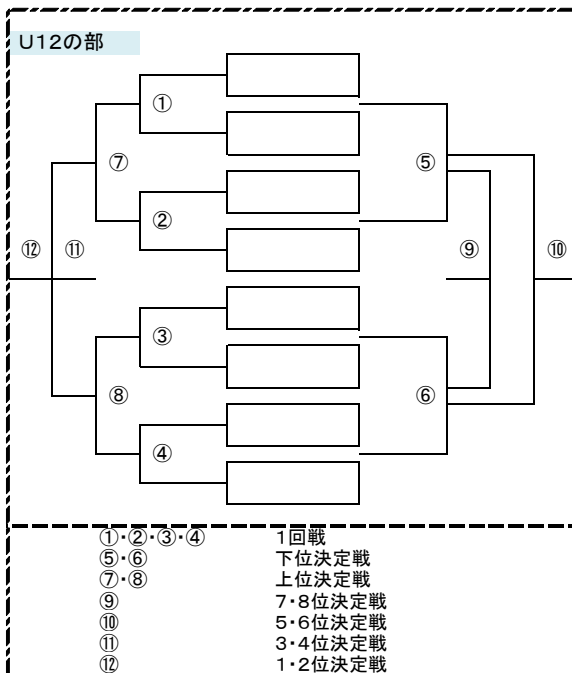 U12の部
①
⑦
⑤
②
⑫
⑪
⑨
⑩
③
⑧
⑥
④
①・②・③・④ 1回戦
⑤・⑥ 下位決定戦
⑦・⑧ 上位決定戦
⑨ 7・8位決定戦
⑩ 5・6位決定戦
⑪ 3・4位決定戦
⑫ 1・2位決定戦